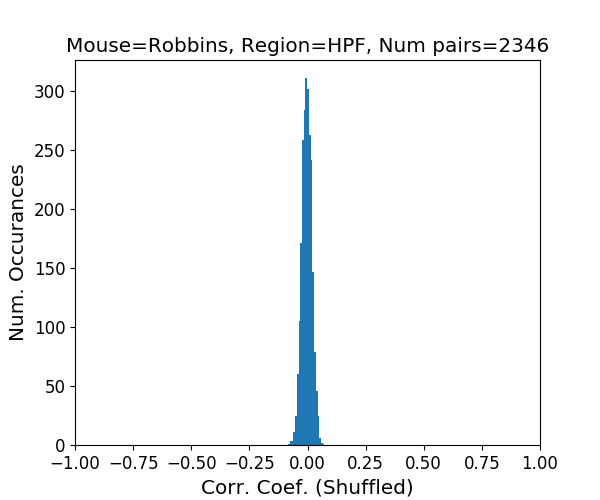 Mouse=Robbins, Region=HPF, Num pairs=2346
Num. Occurances
300
250
200
150
100
50
0
−1.00 −0.75 −0.50 −0.25 0.00 0.25 0.50 0.75 1.00
Corr. Coef. (Shuffled)